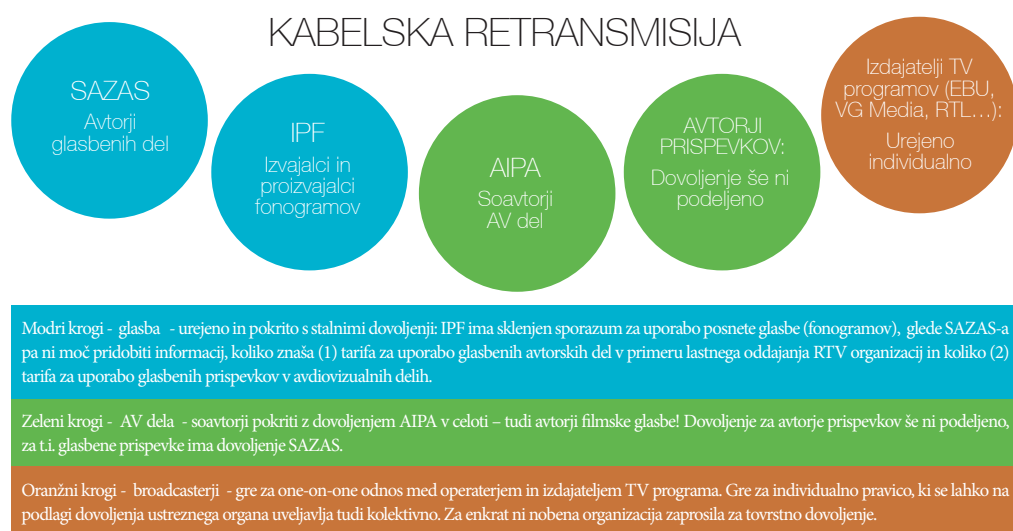 KABELSKA RETRANSMISIJA
SAZAS
Avtorji
glasbenih del
IPF
Izvajalci in
proizvajalci
fonogramov
AIPA
Soavtorji
AV del
AVTORJI
PRISPEVKOV:
Dovoljenje še ni
podeljeno
Izdajatelji TV
programov (EBU,
VG Media, RTL…):
Urejeno
individualno
Modri krogi - glasba - urejeno in pokrito s stalnimi dovoljenji: IPF ima sklenjen sporazum za uporabo posnete glasbe (fonogramov), glede SAZAS-a
pa ni moč pridobiti informacij, koliko znaša (1) tarifa za uporabo glasbenih avtorskih del v primeru lastnega oddajanja RTV organizacij in koliko (2)
tarifa za uporabo glasbenih prispevkov v avdiovizualnih delih.
Zeleni krogi - AV dela - soavtorji pokriti z dovoljenjem AIPA v celoti – tudi avtorji filmske glasbe! Dovoljenje za avtorje prispevkov še ni podeljeno,
za t.i. glasbene prispevke ima dovoljenje SAZAS.
Oranžni krogi - broadcasterji - gre za one-on-one odnos med operaterjem in izdajateljem TV programa. Gre za individualno pravico, ki se lahko na
podlagi dovoljenja ustreznega organa uveljavlja tudi kolektivno. Za enkrat ni nobena organizacija zaprosila za tovrstno dovoljenje.